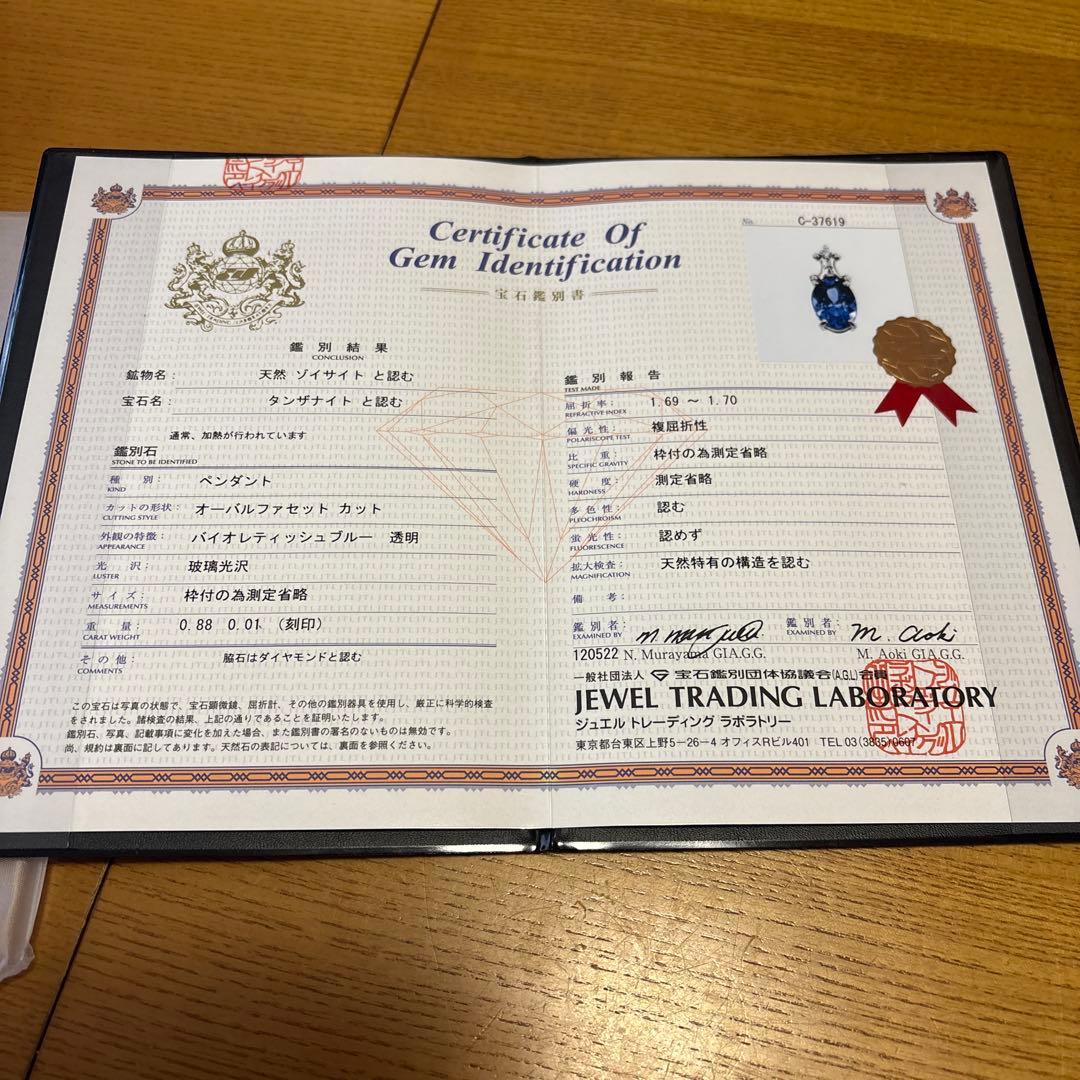 Certificate Of
Gem Identification
宝石鑑別書
No. C-37619
鑑別結果
CONCLUSION
鉱物名: 天然 ゾイサイト と認む
宝石名: タンザナイト と認む
通常、加熱が行われています
鑑別石
STONE TO BE IDENTIFIED
種別: ペンダント
KIND
カットの形状: オーバルファセット カット
CUTTING STYLE
外観の特徴: バイオレティッシュブルー 透明
APPEARANCE
光沢: 玻璃光沢
LUSTER
サイズ: 枠付の為測定省略
MEASUREMENTS
重量: 0.88 0.01 (刻印)
CARAT WEIGHT
その他: 脇石はダイヤモンドと認む
COMMENTS
この宝石は写真の状態で、宝石顕微鏡、屈折計、その他の鑑別器具を使用し、厳正に科学的検査
をされました。諸検査の結果、上記の通りであることを証明いたします。
鑑別石、写真、記載事項に変化を加えた場合、また鑑別書の署名のないものは無効です。
尚、規約は裏面に記してあります。天然石の表記については、裏面を参照ください。
鑑別報告
TEST MADE
屈折率: 1.69 ～ 1.70
REFRACTIVE INDEX
偏光性: 複屈折性
POLARISCOPE TEST
比重: 枠付の為測定省略
SPECIFIC GRAVITY
硬度: 測定省略
HARDNESS
多色性: 認む
PLEOCHROISM
蛍光性: 認めず
FLUORESCENCE
拡大検査: 天然特有の構造を認む
MAGNIFICATION
備考:
鑑別者: 鑑別者: M. Aoki
EXAMINED BY EXAMINED BY
120522 N. Murayama GIA.G.G. M. Aoki GIA.G.G.
一般社団法人 宝石鑑別団体協議会(A.G.L)会員
JEWEL TRADING LABORATORY
ジュエル トレーディング ラボラトリー
東京都台東区上野5-26-4 オフィスRビル401 TEL 03(3835)0607